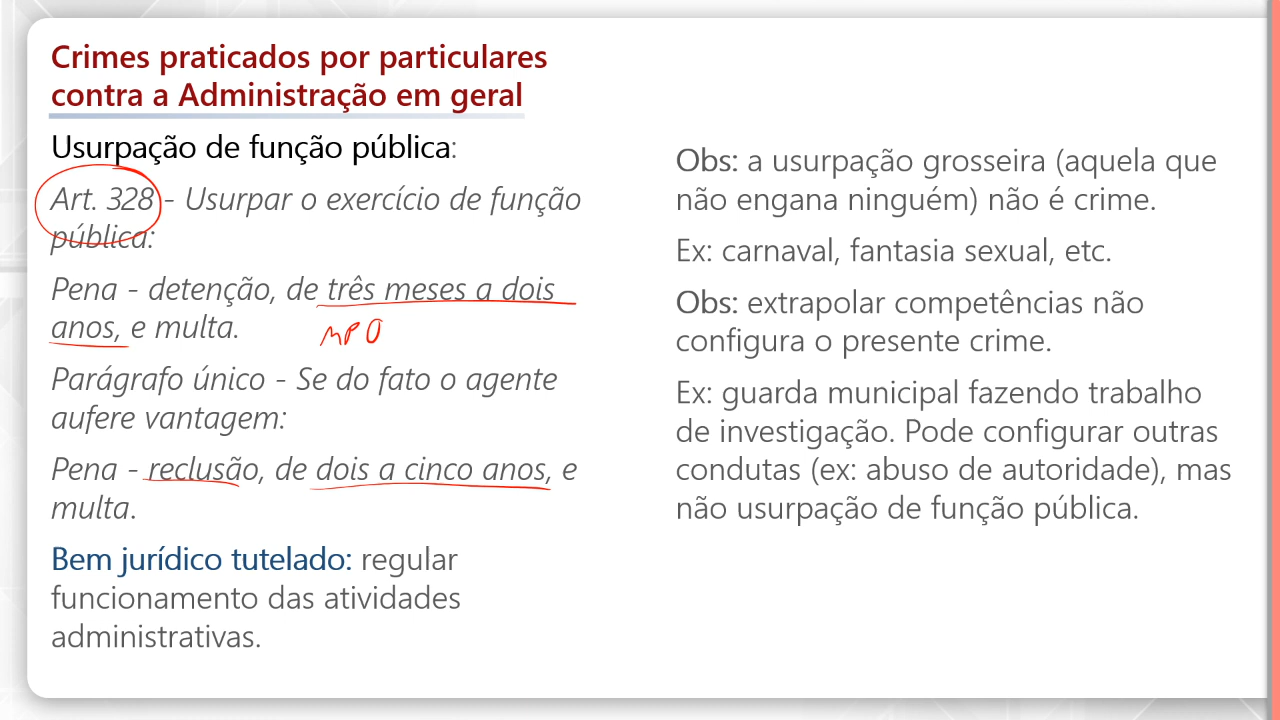 Crimes praticados por particulares
contra a Administração em geral
Usurpação de função pública:
Art. 328 - Usurpar o exercício de função
pública:
Pena - detenção, de três meses a dois
anos, e multa.
MPO
Parágrafo único - Se do fato o agente
aufere vantagem:
Pena - reclusão, de dois a cinco anos, e
multa.
Bem jurídico tutelado: regular
funcionamento das atividades
administrativas.
Obs: a usurpação grosseira (aquela que
não engana ninguém) não é crime.
Ex: carnaval, fantasia sexual, etc.
Obs: extrapolar competências não
configura o presente crime.
Ex: guarda municipal fazendo trabalho
de investigação. Pode configurar outras
condutas (ex: abuso de autoridade), mas
não usurpação de função pública.